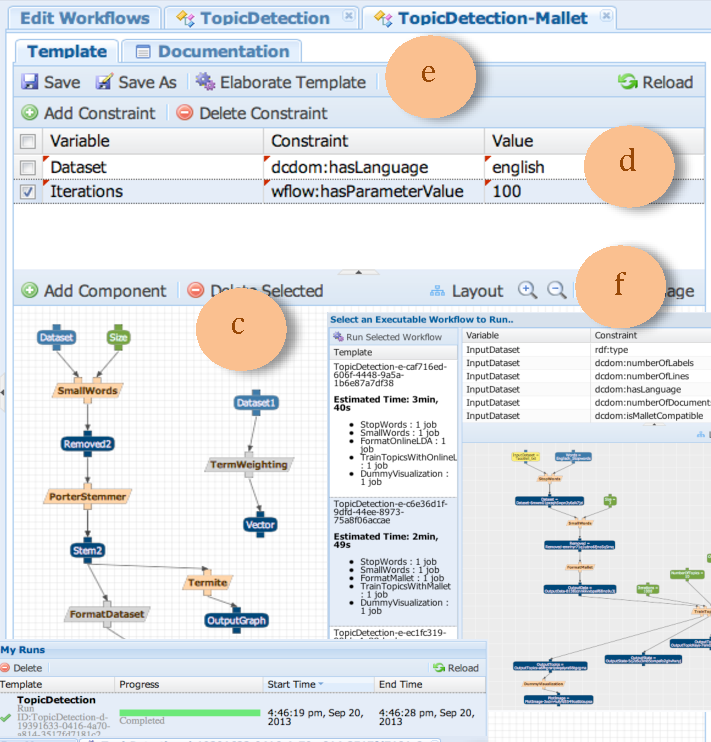 Edit Workflows TopicDetection TopicDetection-Mallet
Template Documentation
Save Save As Elaborate Template Reload
e
Add Constraint Delete Constraint
Variable Constraint Value
Dataset dcdom:hasLanguage english
d
Iterations wflow:hasParameterValue 100
Add Component Delete Selected Layout
f
c
Dataset
Size
SmallWords
Removed2
PorterStemmer
Stem2
FormatDataset
Dataset1
TermWeighting
Vector
Termite
OutputGraph
Select an Executable Workflow to Run..
Run Selected Workflow
Template
TopicDetection-e-caf716ed-
606f-4448-9a5a-
1b6e87a7df38
Estimated Time: 3min,
40s
StopWords : 1 job
SmallWords : 1 job
FormatOnlineLDA : 1
job
TrainTopicsWithOnlineL
: 1 job
DummyVisualization :
1 job
TopicDetection-e-c6e36d1f-
9dfd-44ee-8973-
75a8f06accae
Estimated Time: 2min,
49s
StopWords : 1 job
SmallWords : 1 job
FormatMallet : 1 job
TrainTopicsWithMallet
: 1 job
DummyVisualization :
1 job
TopicDetection-e-ec1fc319-
Variable Constraint
InputDataset rdf:type
InputDataset dcdom:numberOfLabels
InputDataset dcdom:numberOfLines
InputDataset dcdom:hasLanguage
InputDataset dcdom:numberOfDocument
InputDataset dcdom:isMalletCompatible
StopWords
SmallWords
FormatMallet
DummyVisualization
My Runs
Delete Reload
Template Progress Start Time End Time
TopicDetection
Run
ID:TopicDetection-d-
19391633-0416-4a70-
a814-3517fd7181c2
Completed
4:46:19 pm, Sep 20,
2013
4:46:28 pm, Sep 20,
2013